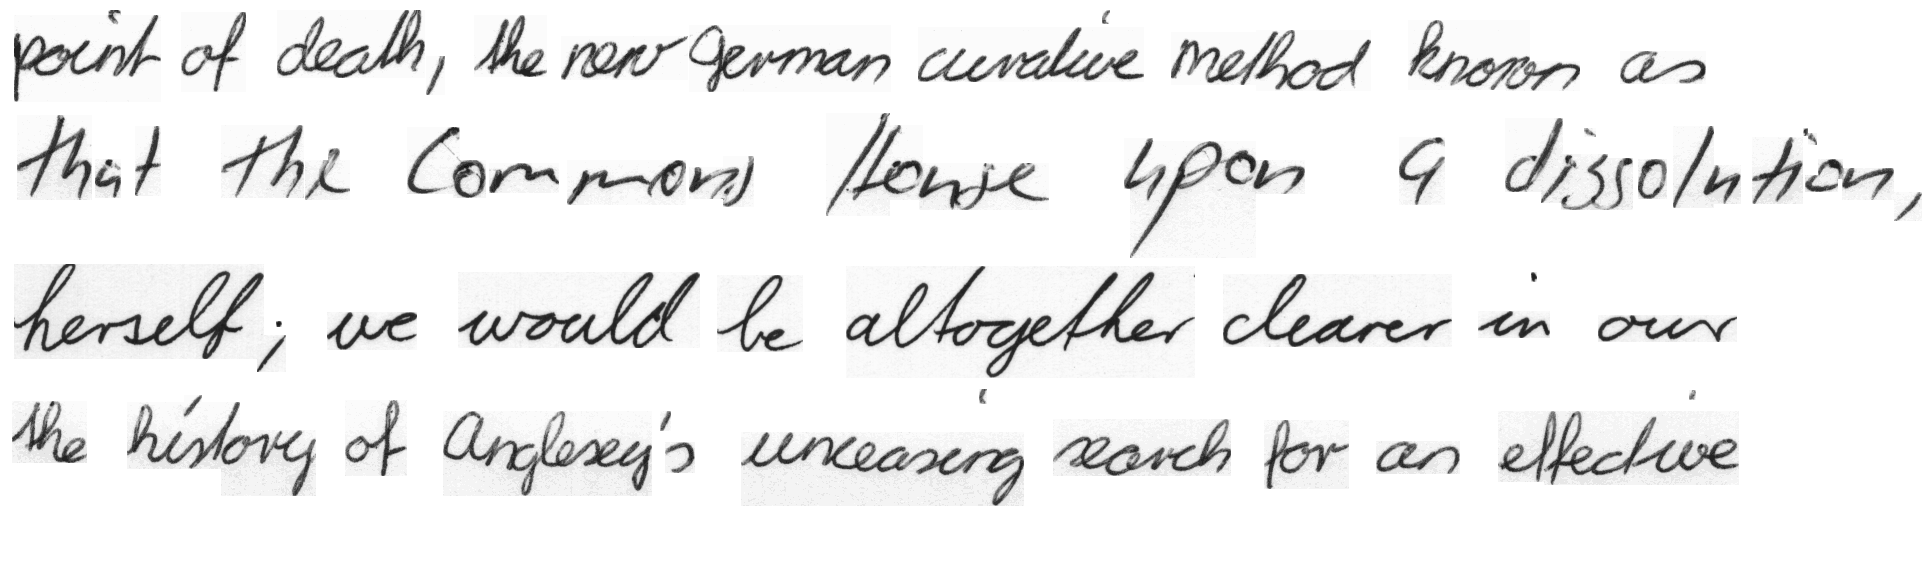 point of death, the new German curative method known as
that the Commons House upon a dissolution,
herself; we would be altogether clearer in our
the history of Anglesey's unceasing search for an effective